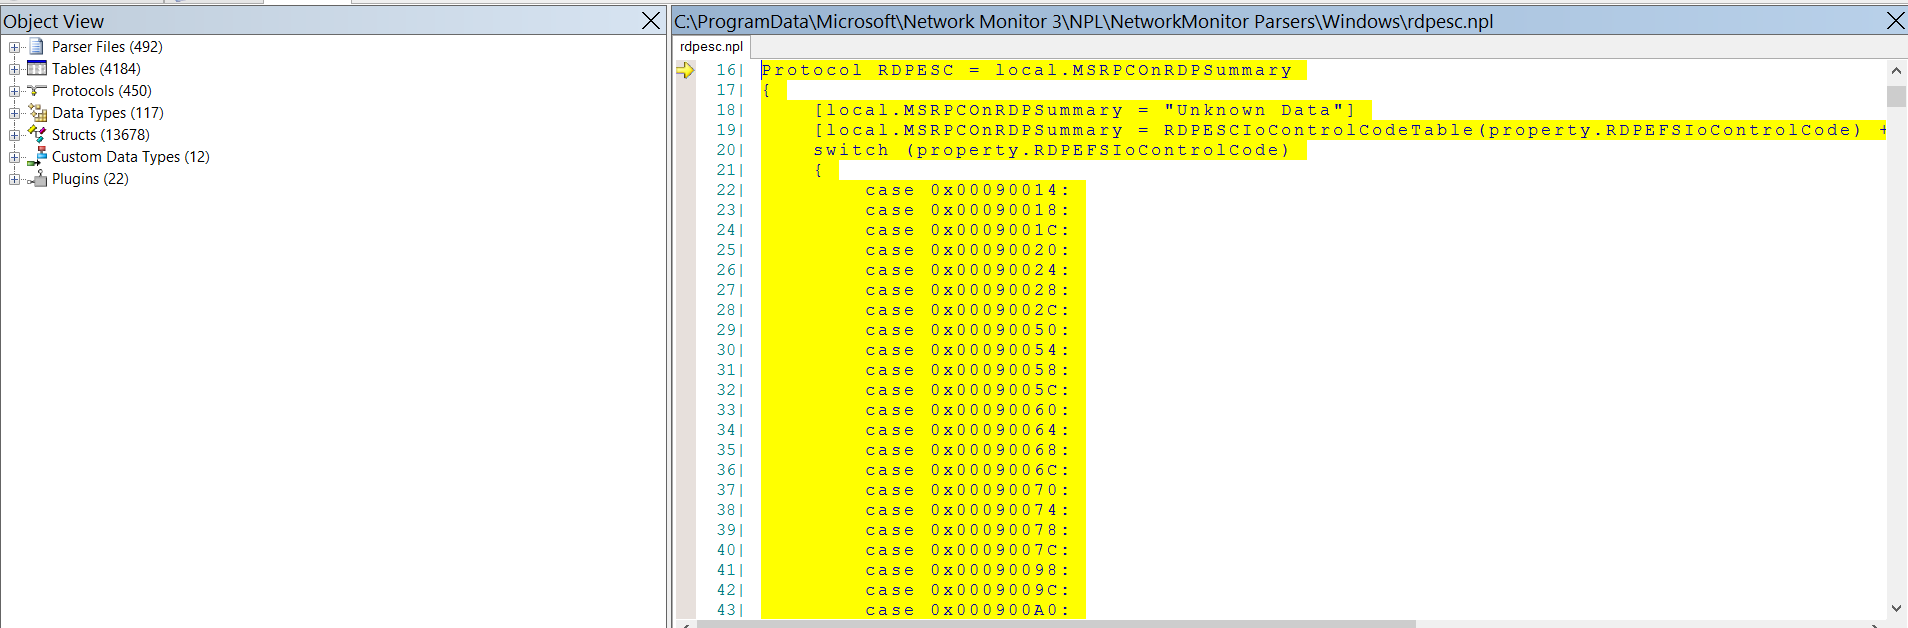 Object View
Parser Files (492)
Tables (4184)
Protocols (450)
Data Types (117)
Structs (13678)
Custom Data Types (12)
Plugins (22)
C:\ProgramData\Microsoft\Network Monitor 3\NPL\NetworkMonitor Parsers\Windows\rdpesc.npl
rdpesc.npl
16| Protocol RDPESC = local.MSRPCOnRDPSummary
17| {
18| [local.MSRPCOnRDPSummary = "Unknown Data"]
19| [local.MSRPCOnRDPSummary = RDPESCIoControlCodeTable(property.RDPEFSIoControlCode) +
20| switch (property.RDPEFSIoControlCode)
21| {
22| case 0x00090014:
23| case 0x00090018:
24| case 0x0009001C:
25| case 0x00090020:
26| case 0x00090024:
27| case 0x00090028:
28| case 0x0009002C:
29| case 0x00090050:
30| case 0x00090054:
31| case 0x00090058:
32| case 0x0009005C:
33| case 0x00090060:
34| case 0x00090064:
35| case 0x00090068:
36| case 0x0009006C:
37| case 0x00090070:
38| case 0x00090074:
39| case 0x00090078:
40| case 0x0009007C:
41| case 0x00090098:
42| case 0x0009009C:
43| case 0x000900A0: